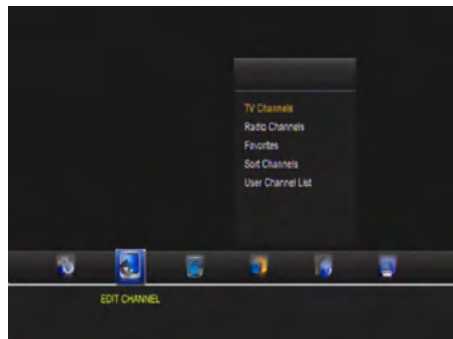 TV Channels
Radio Channels
Favorites
Sort Channels
User Channel List
EDIT CHANNEL